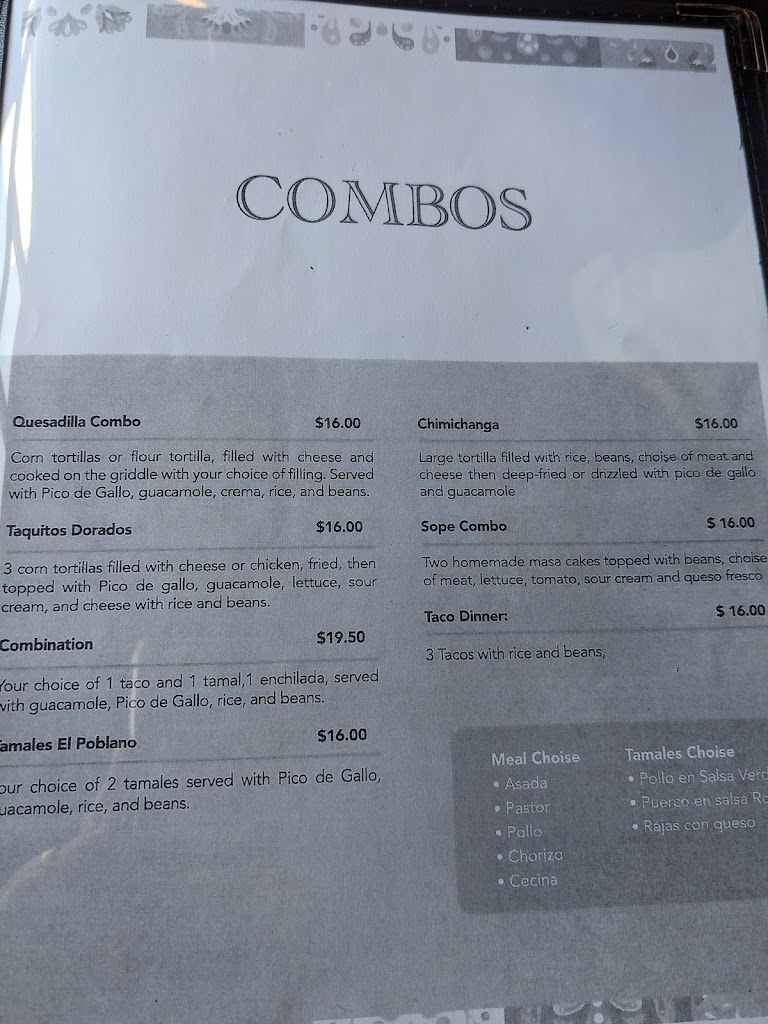 COMBOS
Quesadilla Combo $16.00
Corn tortillas or flour tortilla, filled with cheese and
cooked on the griddle with your choice of filling. Served
with Pico de Gallo, guacamole, crema, rice, and beans.
Taquitos Dorados $16.00
3 corn tortillas filled with cheese or chicken, fried, then
topped with Pico de gallo, guacamole, lettuce, sour
cream, and cheese with rice and beans.
Combination $19.50
Your choice of 1 taco and 1 tamal,1 enchilada, served
with guacamole, Pico de Gallo, rice, and beans.
amales El Poblano $16.00
our choice of 2 tamales served with Pico de Gallo,
uacamole, rice, and beans.
Chimichanga $16.00
Large tortilla filled with rice, beans, choise of meat and
cheese then deep-fried or drizzled with pico de gallo
and guacamole
Sope Combo $ 16.00
Two homemade masa cakes topped with beans, choise
of meat, lettuce, tomato, sour cream and queso fresco
Taco Dinner: $ 16.00
3 Tacos with rice and beans,
Meal Choise
• Asada
• Pastor
• Pollo
• Chorizo
• Cecina
Tamales Choise
• Pollo en Salsa Verd
• Puerco en salsa Ro
• Rajas con queso